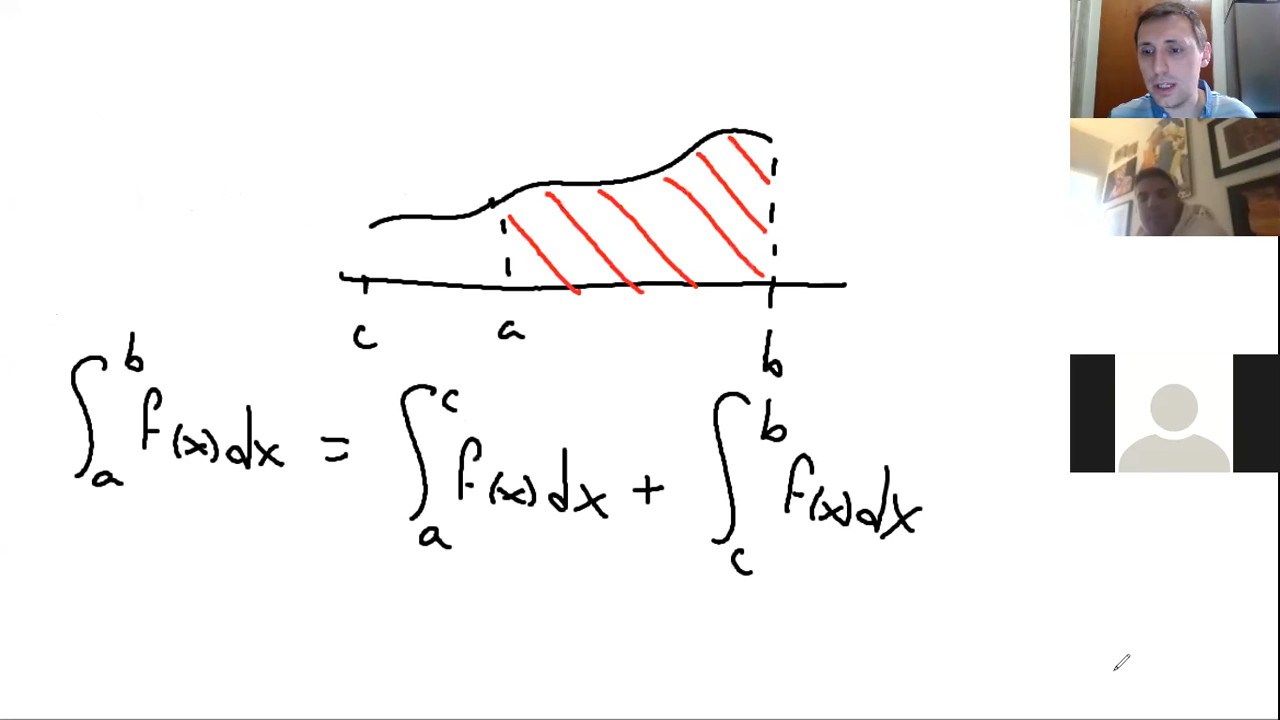 c a b
∫_a^b f(x)dx = ∫_a^c f(x)dx + ∫_c^b f(x)dx